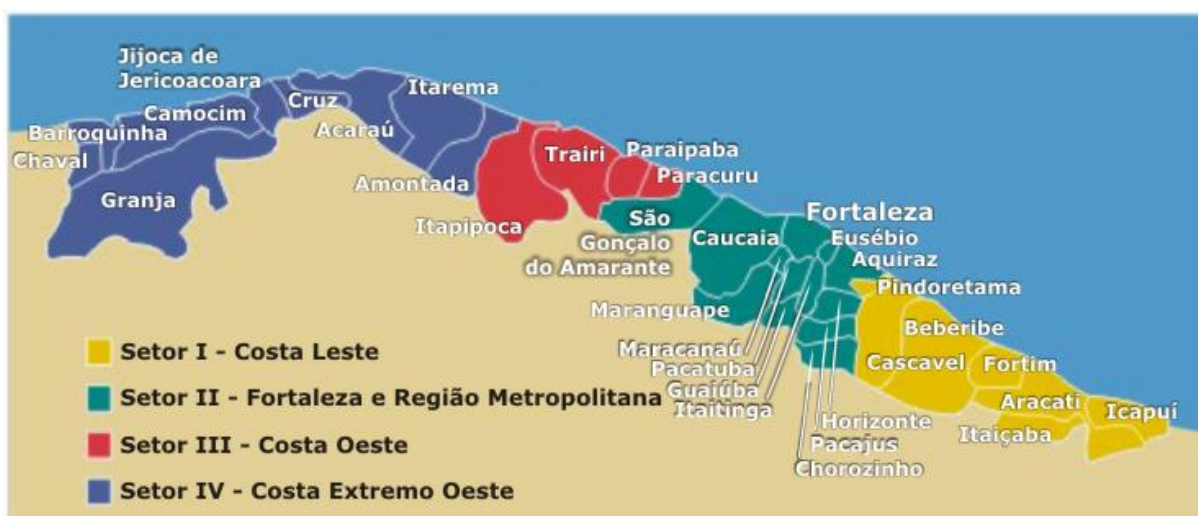 Jijoca de
Jericoacoara
Cruz
Itarema
Camocim
Barroquinha
Acaraú
Chaval
Granja
Amontada
Trairi
Paraipaba
Paracuru
Itapipoca
São
Gonçalo
do Amarante
Fortaleza
Caucaia
Eusébio
Aquiraz
Pindoretama
Maranguape
Beberibe
Maracanaú
Cascavel
Fortim
Pacatuba
Guaiúba
Itaitinga
Aracati
Icapuí
Horizonte
Itaiçaba
Pacajus
Chorozinho
Setor I - Costa Leste
Setor II - Fortaleza e Região Metropolitana
Setor III - Costa Oeste
Setor IV - Costa Extremo Oeste